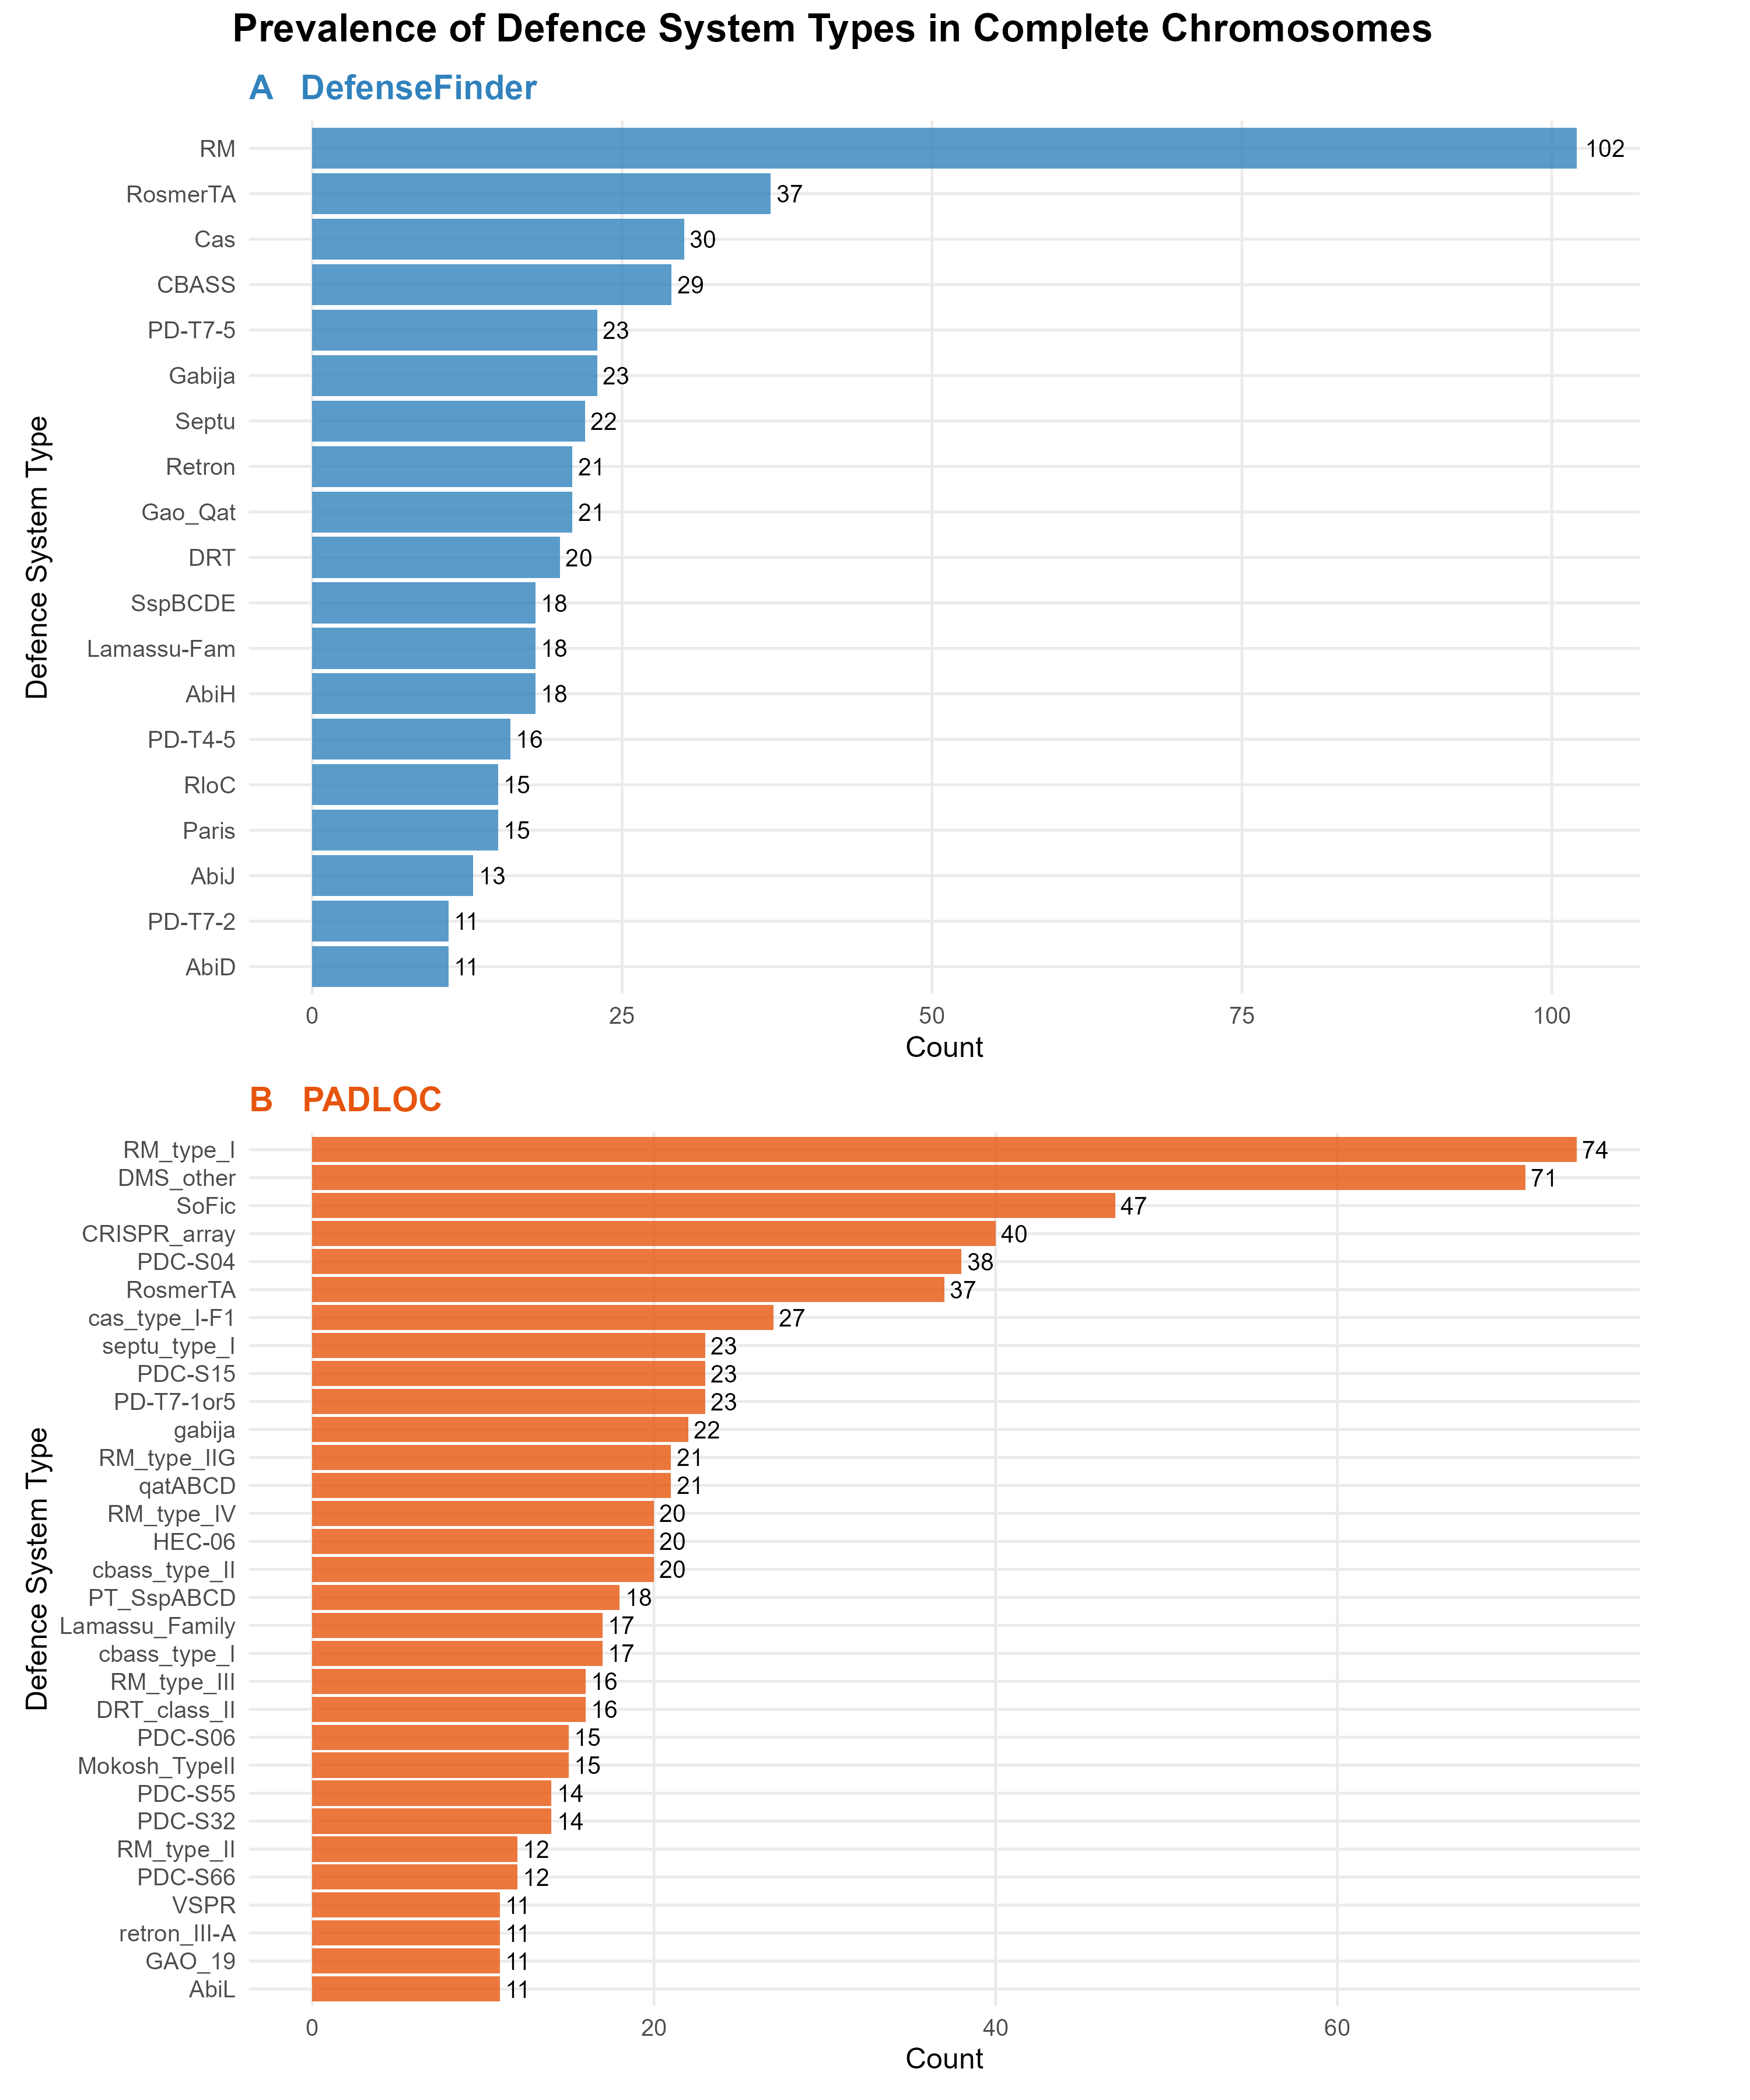 Prevalence of Defence System Types in Complete Chromosomes
A DefenseFinder
Defence System Type
RM 102
RosmerTA 37
Cas 30
CBASS 29
PD-T7-5 23
Gabija 23
Septu 22
Retron 21
Gao_Qat 21
DRT 20
SspBCDE 18
Lamassu-Fam 18
AbiH 18
PD-T4-5 16
RloC 15
Paris 15
AbiJ 13
PD-T7-2 11
AbiD 11
0 25 50 75 100
Count
B PADLOC
Defence System Type
RM_type_I 74
DMS_other 71
SoFic 47
CRISPR_array 40
PDC-S04 38
RosmerTA 37
cas_type_I-F1 27
septu_type_I 23
PDC-S15 23
PD-T7-1or5 23
gabija 22
RM_type_IIG 21
qatABCD 21
RM_type_IV 20
HEC-06 20
cbass_type_II 20
PT_SspABCD 18
Lamassu_Family 17
cbass_type_I 17
RM_type_III 16
DRT_class_II 16
PDC-S06 15
Mokosh_TypeII 15
PDC-S55 14
PDC-S32 14
RM_type_II 12
PDC-S66 12
VSPR 11
retron_III-A 11
GAO_19 11
AbiL 11
0 20 40 60
Count